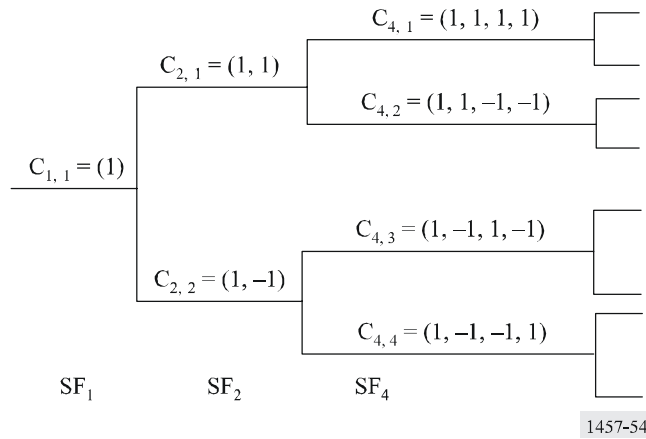 C4, 1 = (1, 1, 1, 1)
C2, 1 = (1, 1)
C4, 2 = (1, 1, –1, –1)
C1, 1 = (1)
C4, 3 = (1, -1, 1, –1)
C2, 2 = (1, –1)
C4, 4 = (1, -1, -1, 1)
SF1 SF2 SF4
1457-54